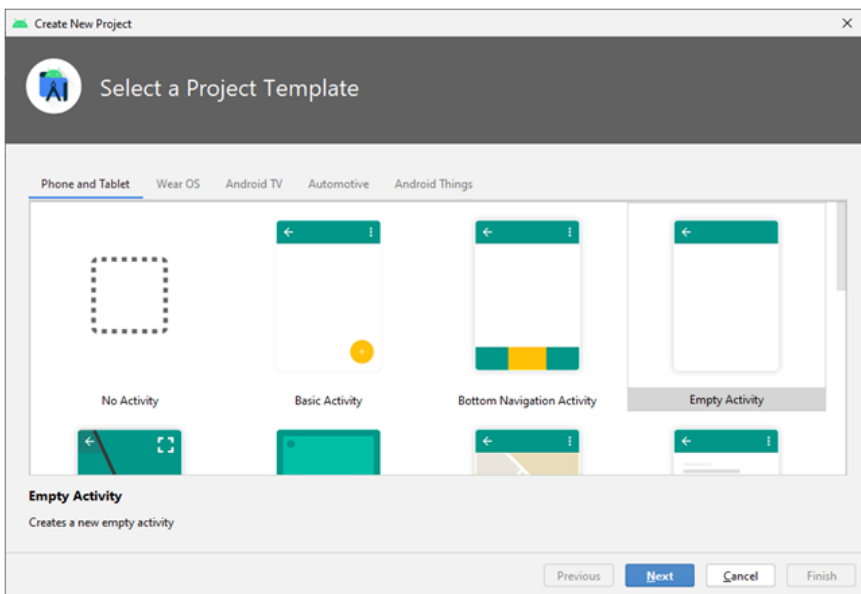 Create New Project
Select a Project Template
Phone and Tablet Wear OS Android TV Automotive Android Things
No Activity Basic Activity Bottom Navigation Activity Empty Activity
Empty Activity
Creates a new empty activity
Previous Next Cancel Finish